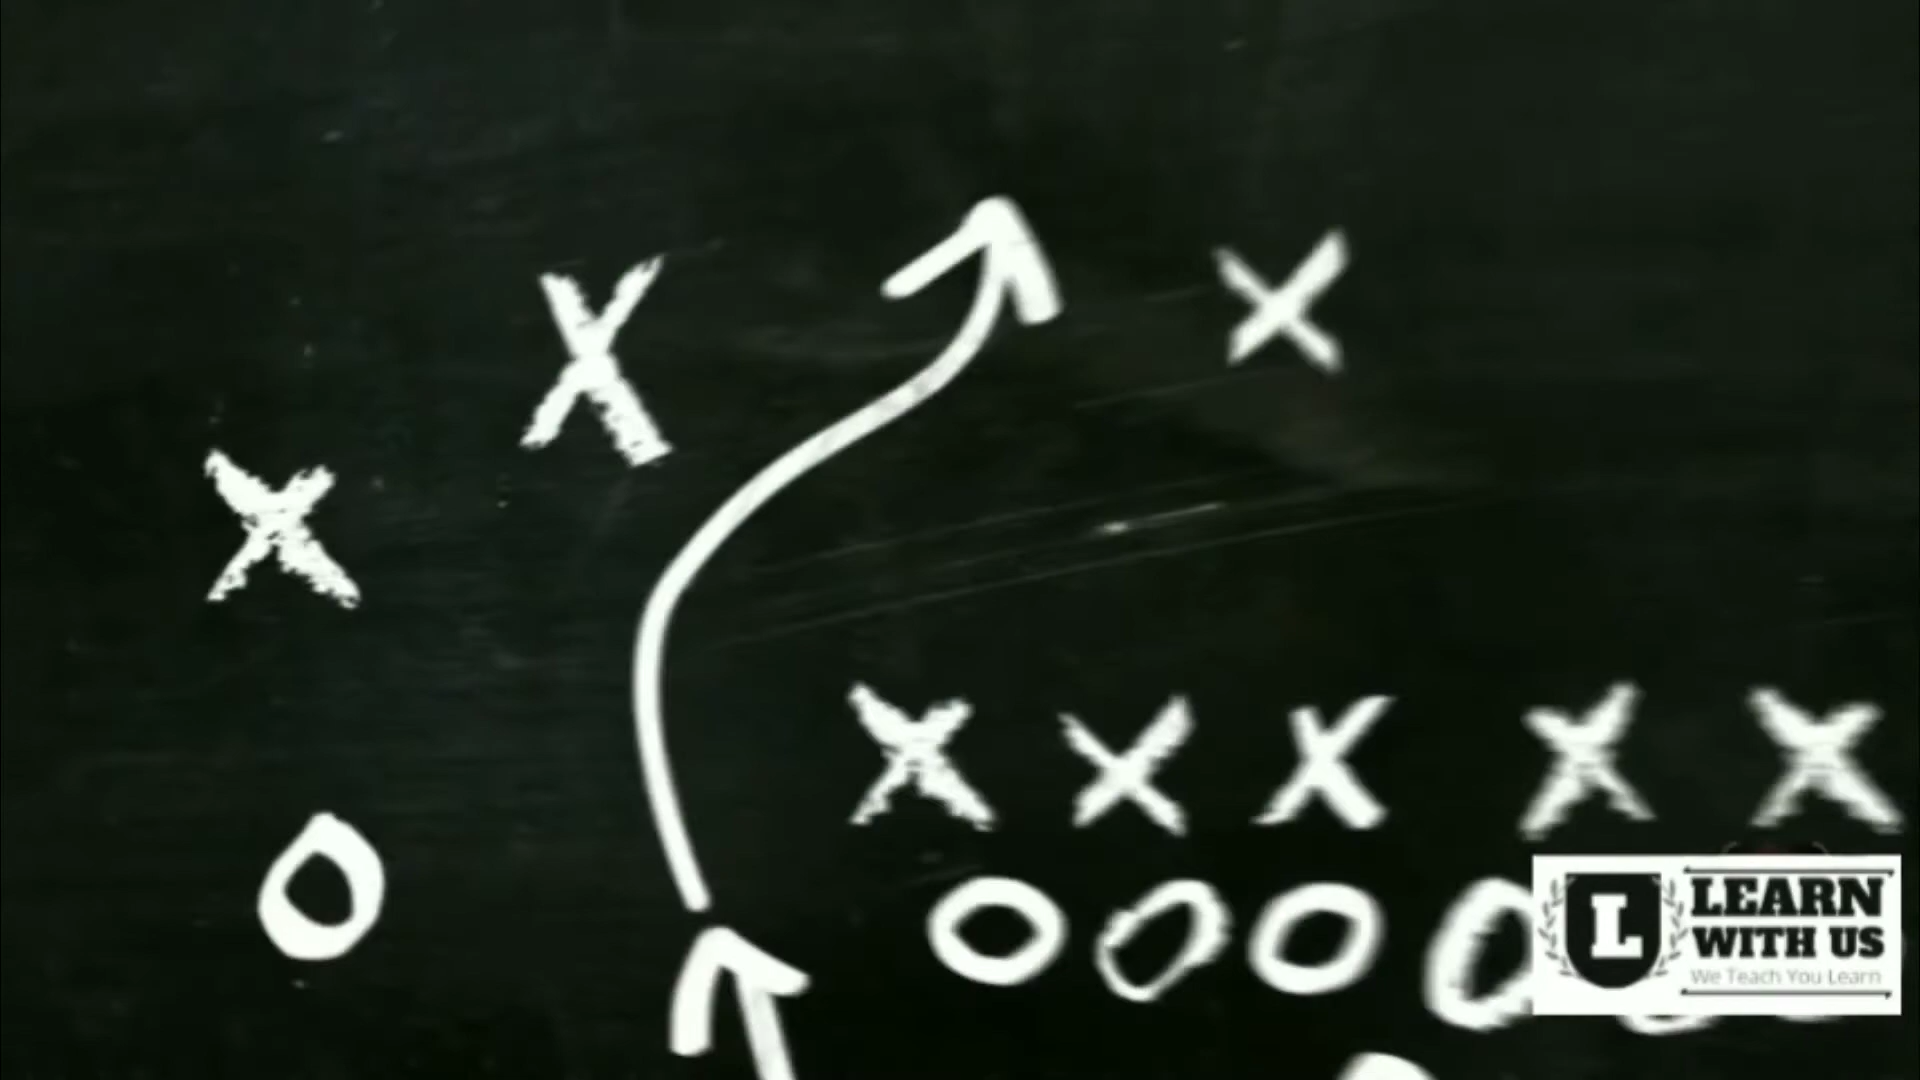 X
X X
X X X X X
O
O O O O
L
LEARN
WITH US
We Teach You Learn